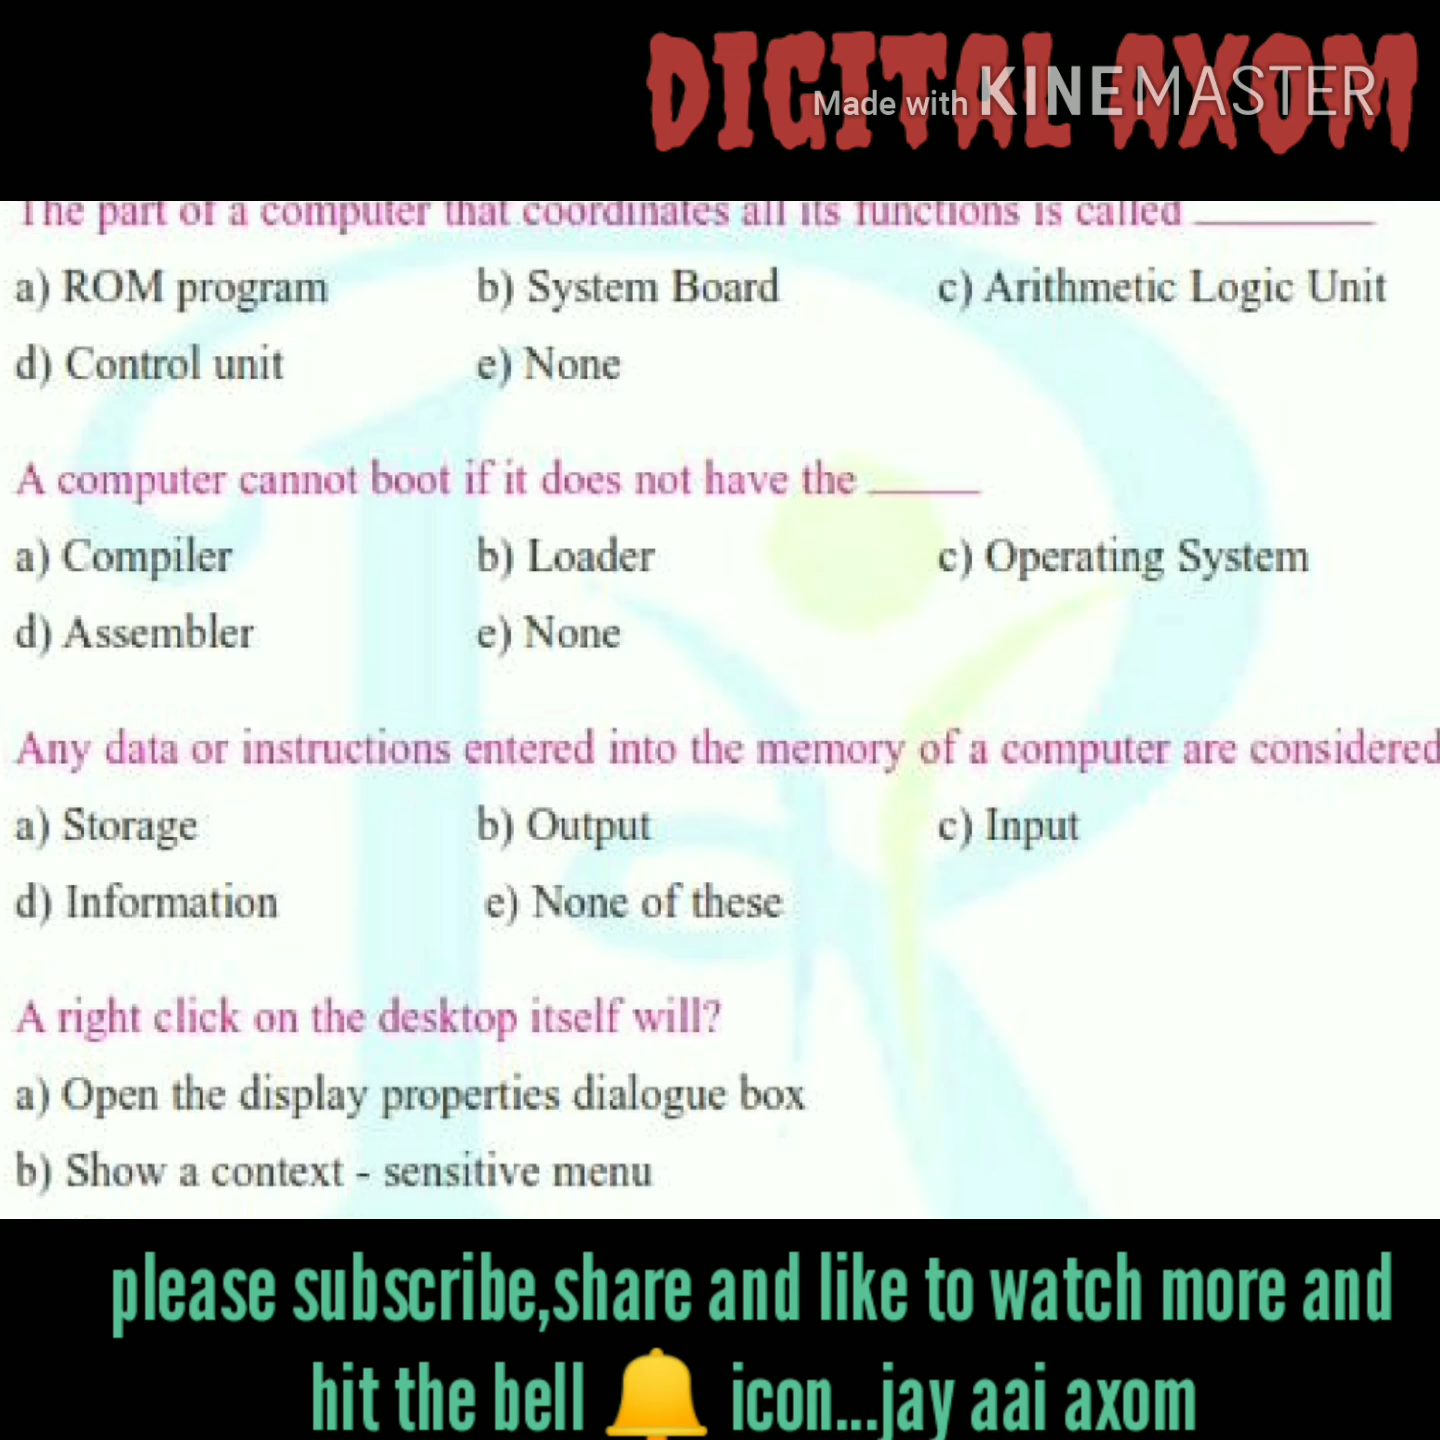 DIGITAL AXOM
Made with KINEMASTER
The part of a computer that coordinates all its functions is called ________
a) ROM program b) System Board c) Arithmetic Logic Unit
d) Control unit e) None
A computer cannot boot if it does not have the _____
a) Compiler b) Loader c) Operating System
d) Assembler e) None
Any data or instructions entered into the memory of a computer are considered
a) Storage b) Output c) Input
d) Information e) None of these
A right click on the desktop itself will?
a) Open the display properties dialogue box
b) Show a context - sensitive menu
please subscribe,share and like to watch more and
hit the bell 🔔 icon...jay aai axom